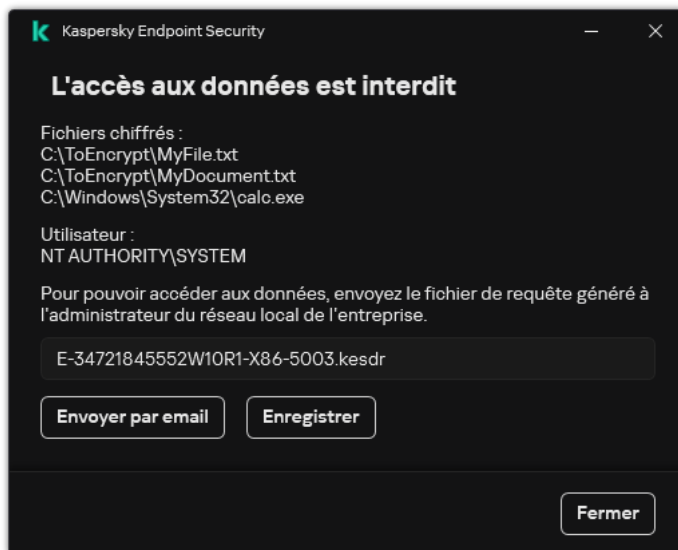 Kaspersky Endpoint Security
L'accès aux données est interdit
Fichiers chiffrés :
C:\ToEncrypt\MyFile.txt
C:\ToEncrypt\MyDocument.txt
C:\Windows\System32\calc.exe
Utilisateur :
NT AUTHORITY\SYSTEM
Pour pouvoir accéder aux données, envoyez le fichier de requête généré à
l'administrateur du réseau local de l'entreprise.
E-34721845552W10R1-X86-5003.kesdr
Envoyer par email Enregistrer
Fermer